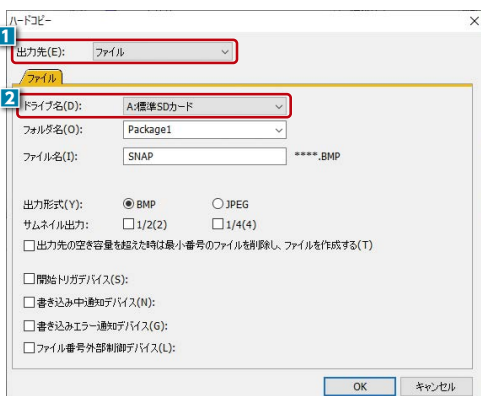 ハードコピー
1
出力先(E): ファイル
ファイル
2
ドライブ名(D): A:標準SDカード
フォルダ名(O): Package1
ファイル名(I): SNAP ****.BMP
出力形式(Y): BMP JPEG
サムネイル出力: 1/2(2) 1/4(4)
出力先の空き容量を超えた時は最小番号のファイルを削除し、ファイルを作成する(T)
開始トリガデバイス(S):
書き込み中通知デバイス(N):
書き込みエラー通知デバイス(G):
ファイル番号外部制御デバイス(L):
OK キャンセル